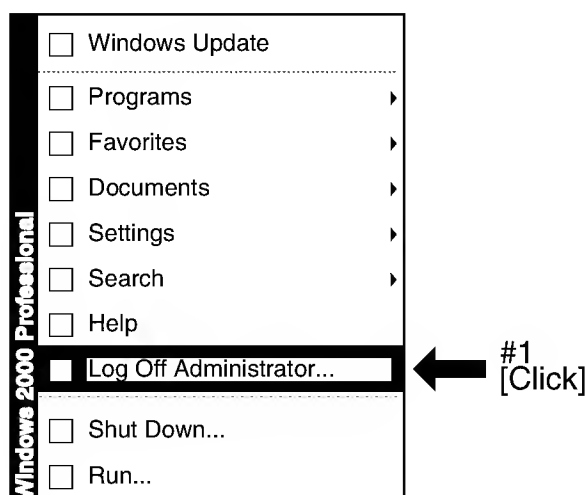 Windows Update
Programs
Favorites
Documents
Settings
Search
Help
Log Off Administrator...
Shut Down...
Run...
Windows 2000 Professional
#1
[Click]